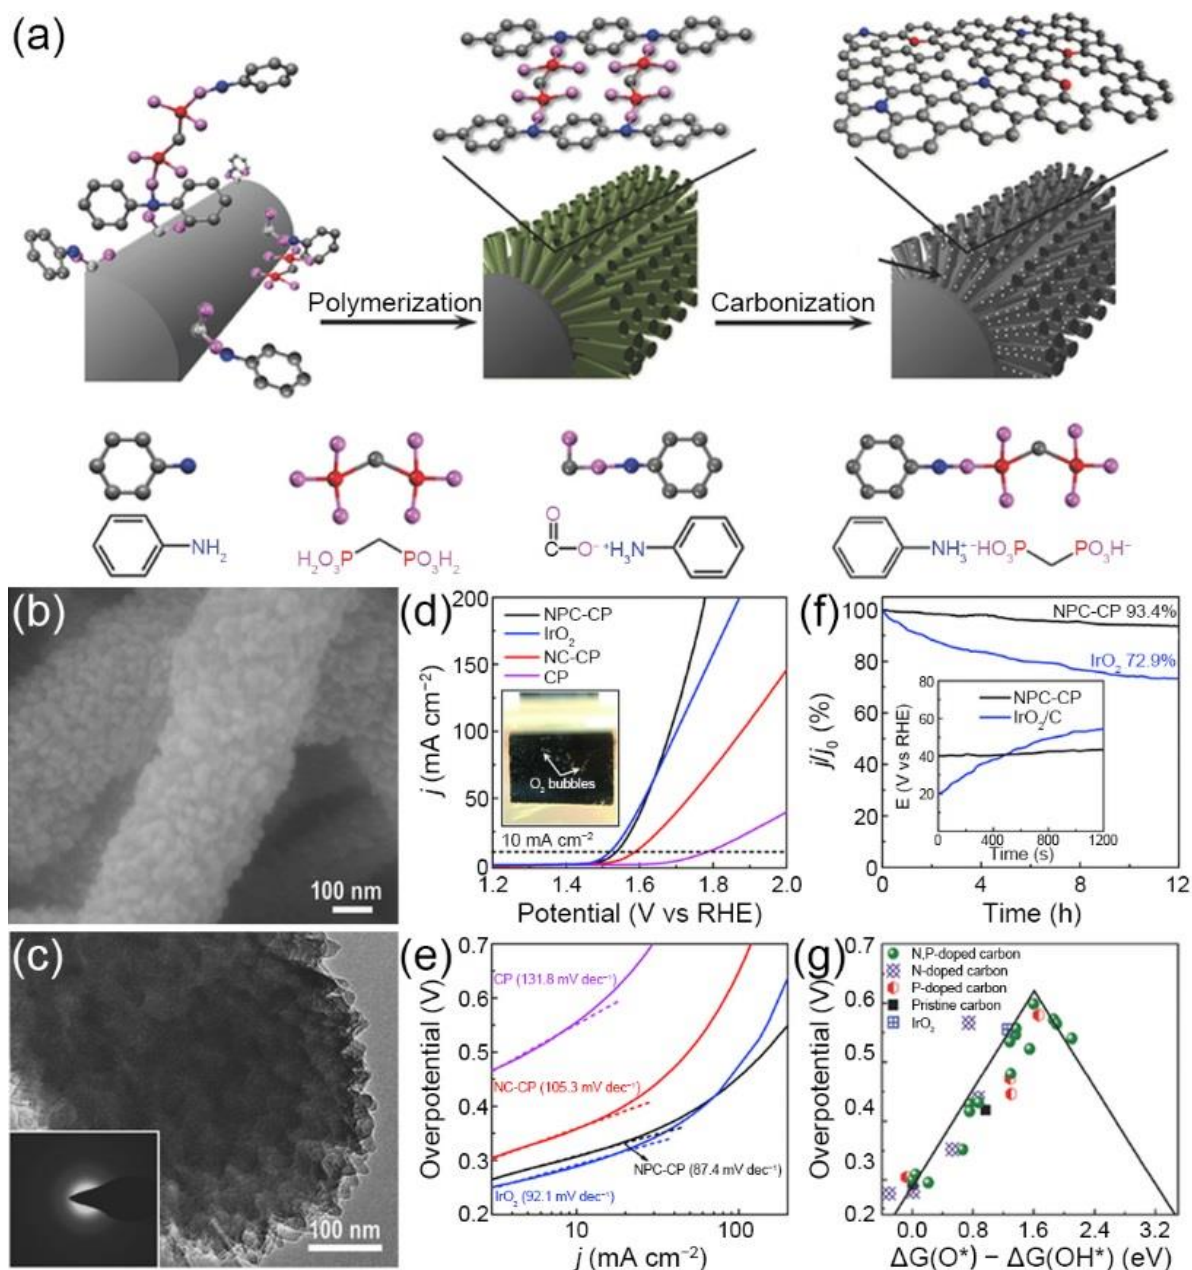 (a)
Polymerization
Carbonization
NH₂
H₂O₃P
PO₃H₂
O
C
O⁻ ⁺H₃N
NH₃⁺ ⁻HO₃P
PO₃H⁻
(b)
100 nm
(c)
100 nm
(d)
200
150
100
50
0
j (mA cm⁻²)
NPC-CP
IrO₂
NC-CP
CP
O₂ bubbles
10 mA cm⁻²
1.2 1.4 1.6 1.8 2.0
Potential (V vs RHE)
(e)
0.7
0.6
0.5
0.4
0.3
0.2
Overpotential (V)
CP (131.8 mV dec⁻¹)
NC-CP (105.3 mV dec⁻¹)
NPC-CP (87.4 mV dec⁻¹)
IrO₂ (92.1 mV dec⁻¹)
10 100
j (mA cm⁻²)
(f)
100
80
60
40
20
0
j/j₀ (%)
NPC-CP 93.4%
IrO₂ 72.9%
80
60
40
20
0
E (V vs RHE)
NPC-CP
IrO₂/C
0 400 800 1200
Time (s)
0 4 8 12
Time (h)
(g)
0.7
0.6
0.5
0.4
0.3
0.2
Overpotential (V)
N,P-doped carbon
N-doped carbon
P-doped carbon
Pristine carbon
IrO₂
0.0 0.8 1.6 2.4 3.2
ΔG(O*) − ΔG(OH*) (eV)